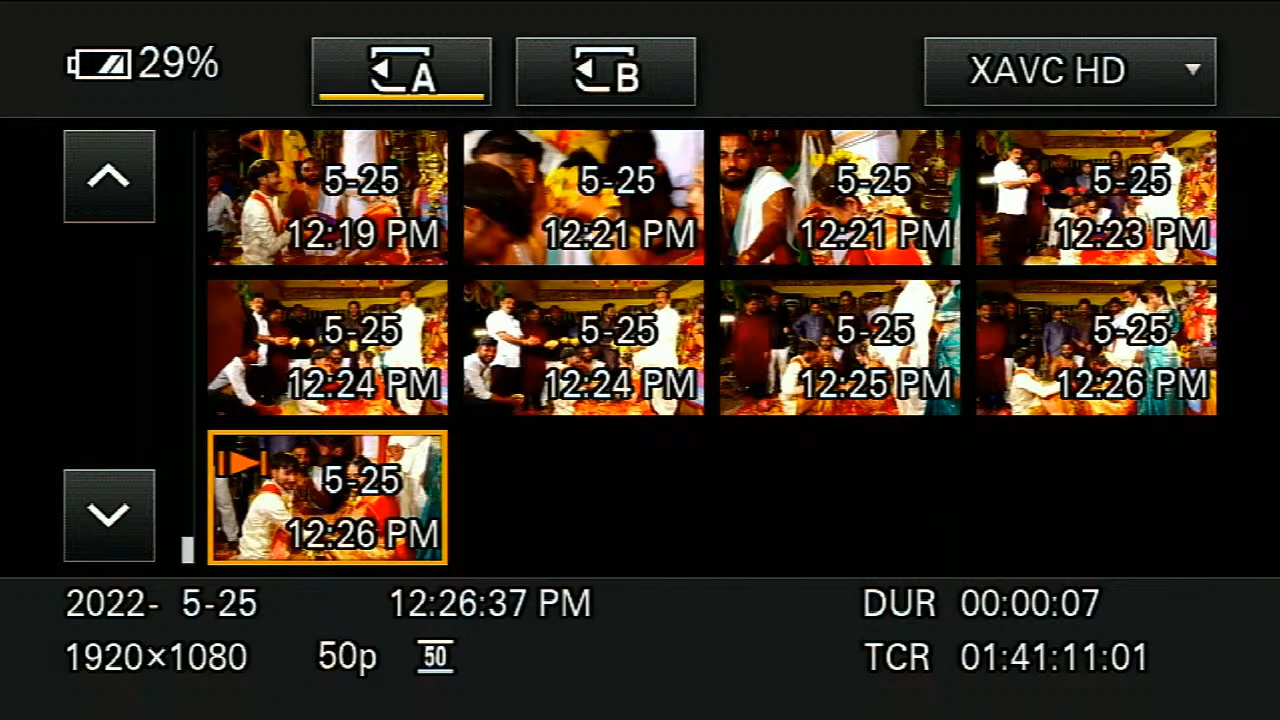 29% A B XAVC HD
5-25 5-25 5-25 5-25
12:19 PM 12:21 PM 12:21 PM 12:23 PM
5-25 5-25 5-25 5-25
12:24 PM 12:24 PM 12:25 PM 12:26 PM
5-25
12:26 PM
2022- 5-25 12:26:37 PM DUR 00:00:07
1920×1080 50p 50 TCR 01:41:11:01